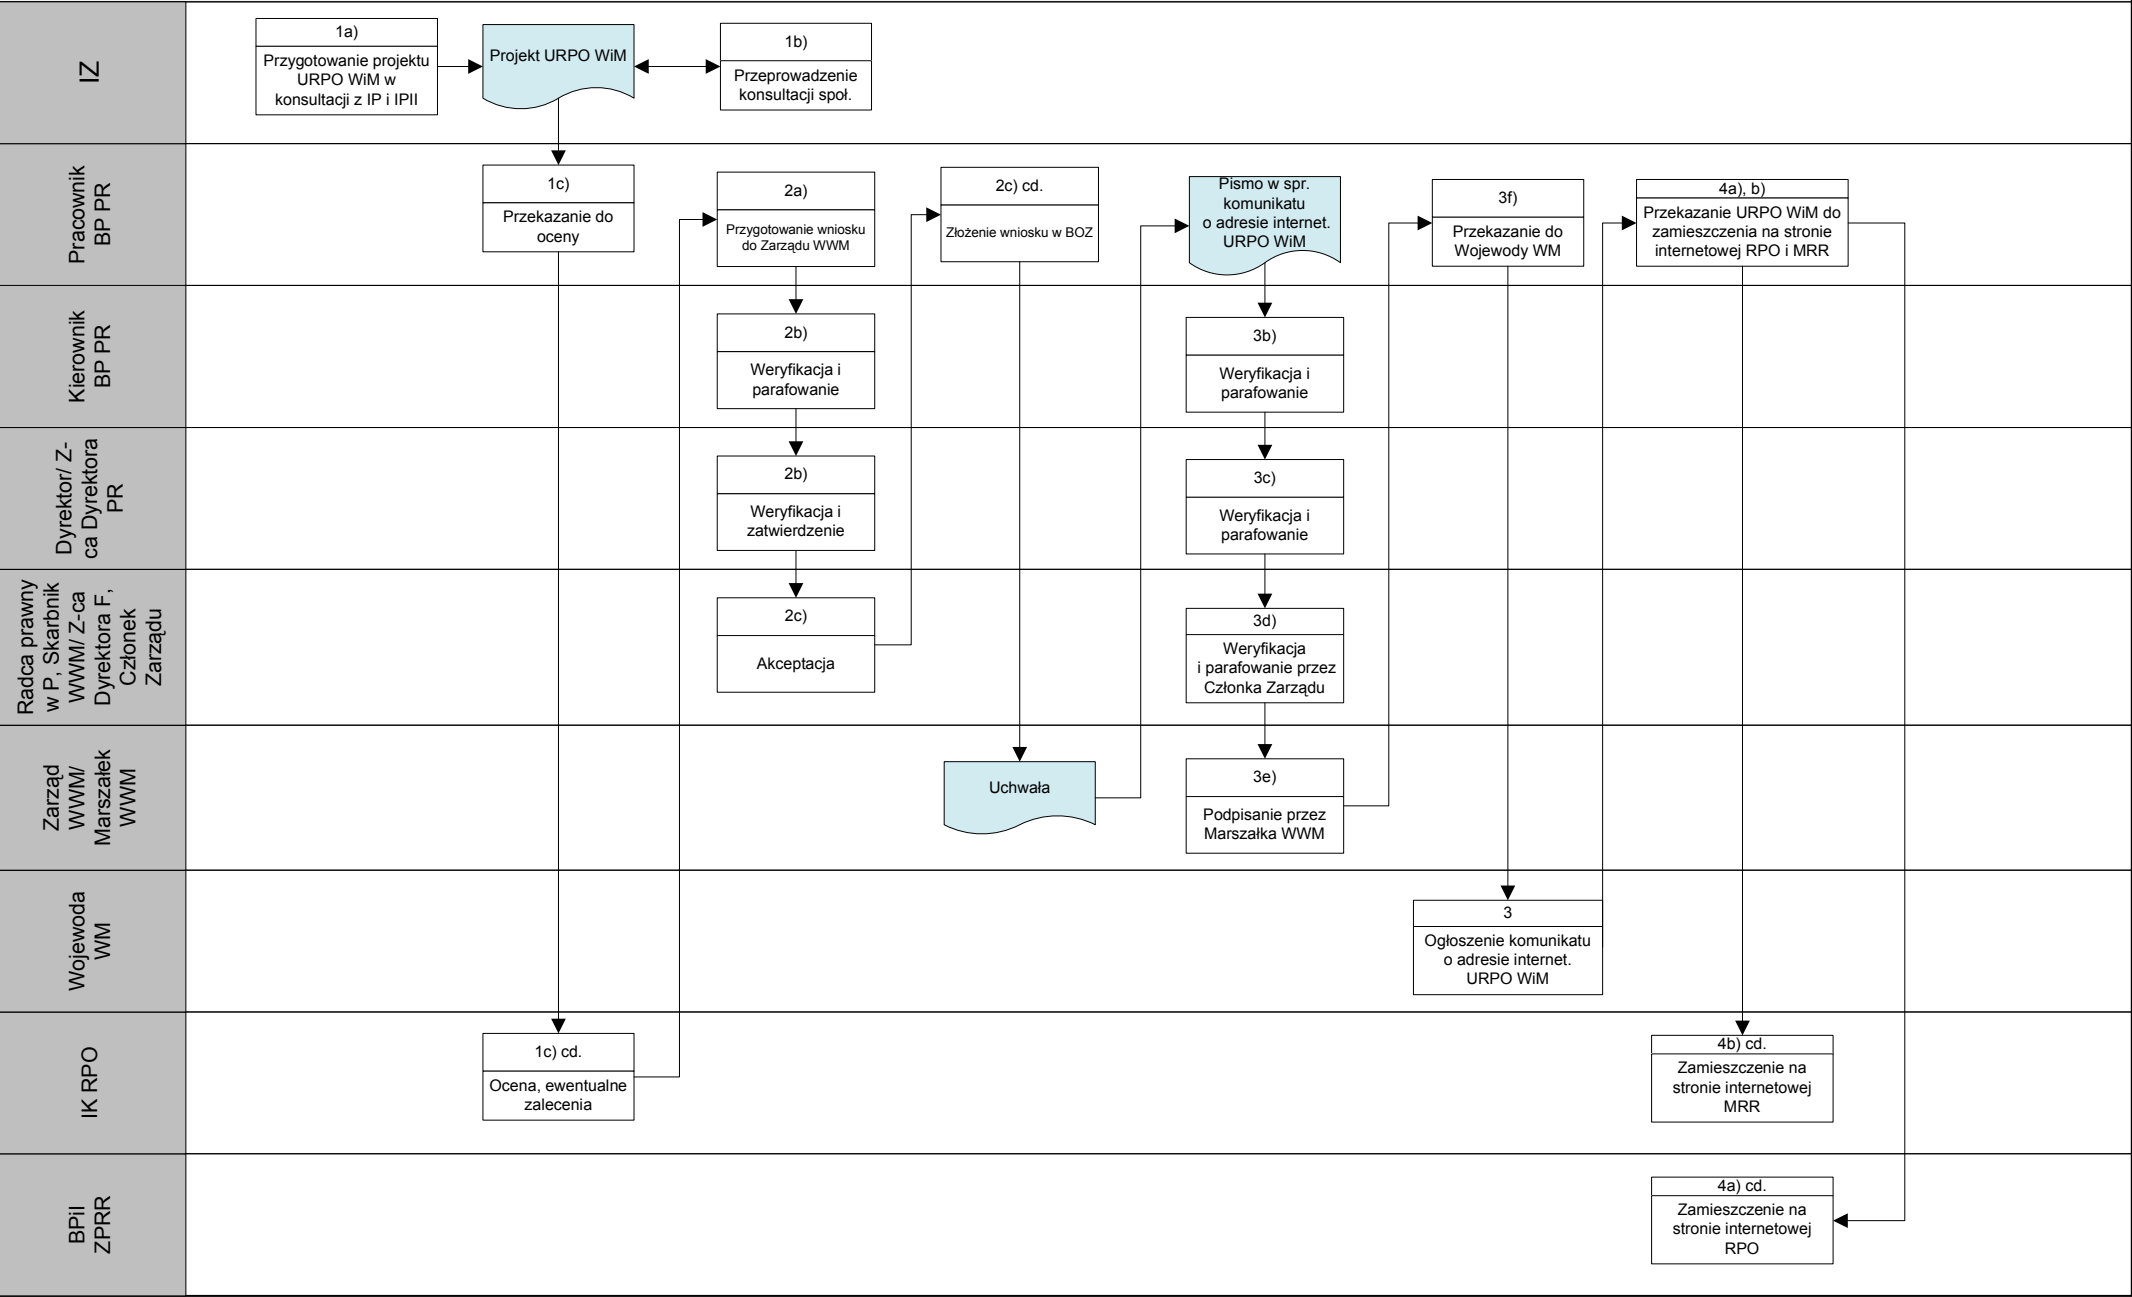 IZ
1a)
Przygotowanie projektu
URPO WiM w
konsultacji z IP i IPII
Projekt URPO WiM
1b)
Przeprowadzenie
konsultacji społ.
Pracownik
BP PR
1c)
Przekazanie do
oceny
2a)
Przygotowanie wniosku
do Zarządu WWM
2c) cd.
Złożenie wniosku w BOZ
Pismo w spr.
komunikatu
o adresie internet.
URPO WiM
3f)
Przekazanie do
Wojewody WM
4a), b)
Przekazanie URPO WiM do
zamieszczenia na stronie
internetowej RPO i MRR
Kierownik
BP PR
2b)
Weryfikacja i
parafowanie
3b)
Weryfikacja i
parafowanie
Dyrektor/ Z-
ca Dyrektora
PR
2b)
Weryfikacja i
zatwierdzenie
3c)
Weryfikacja i
parafowanie
Radca prawny
w P, Skarbnik
WWM/ Z-ca
Dyrektora F,
Członek
Zarządu
2c)
Akceptacja
3d)
Weryfikacja
i parafowanie przez
Członka Zarządu
Zarząd
WWM/
Marszałek
WWM
Uchwała
3e)
Podpisanie przez
Marszałka WWM
Wojewoda
WM
3
Ogłoszenie komunikatu
o adresie internet.
URPO WiM
IK RPO
1c) cd.
Ocena, ewentualne
zalecenia
4b) cd.
Zamieszczenie na
stronie internetowej
MRR
BPiI
ZPRR
4a) cd.
Zamieszczenie na
stronie internetowej
RPO